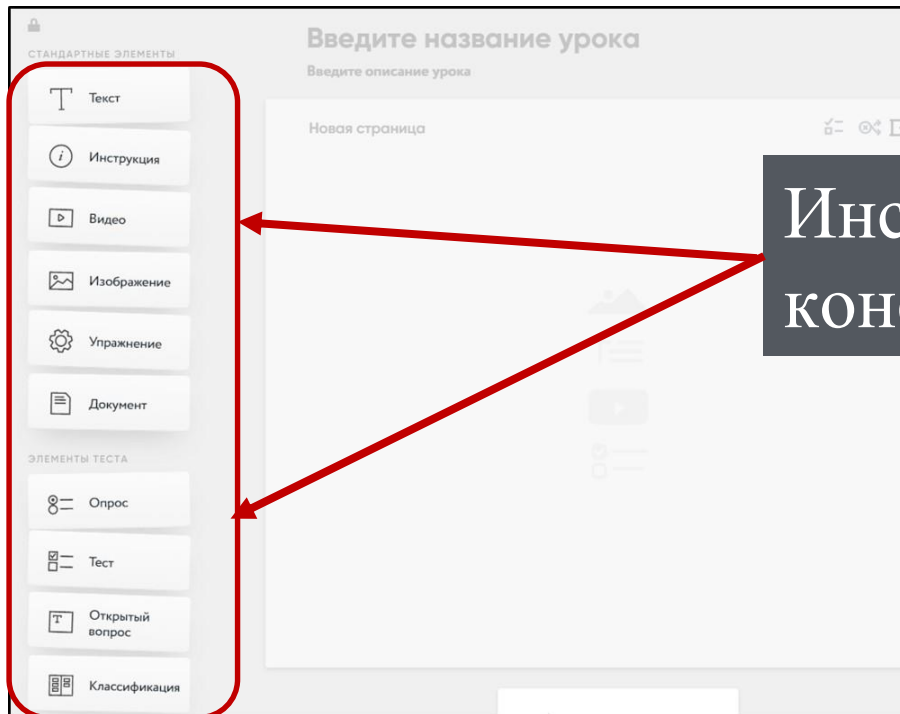 СТАНДАРТНЫЕ ЭЛЕМЕНТЫ
Текст
Инструкция
Видео
Изображение
Упражнение
Документ
ЭЛЕМЕНТЫ ТЕСТА
Опрос
Тест
Открытый
вопрос
Классификация
Введите название урока
Введите описание урока
Новая страница